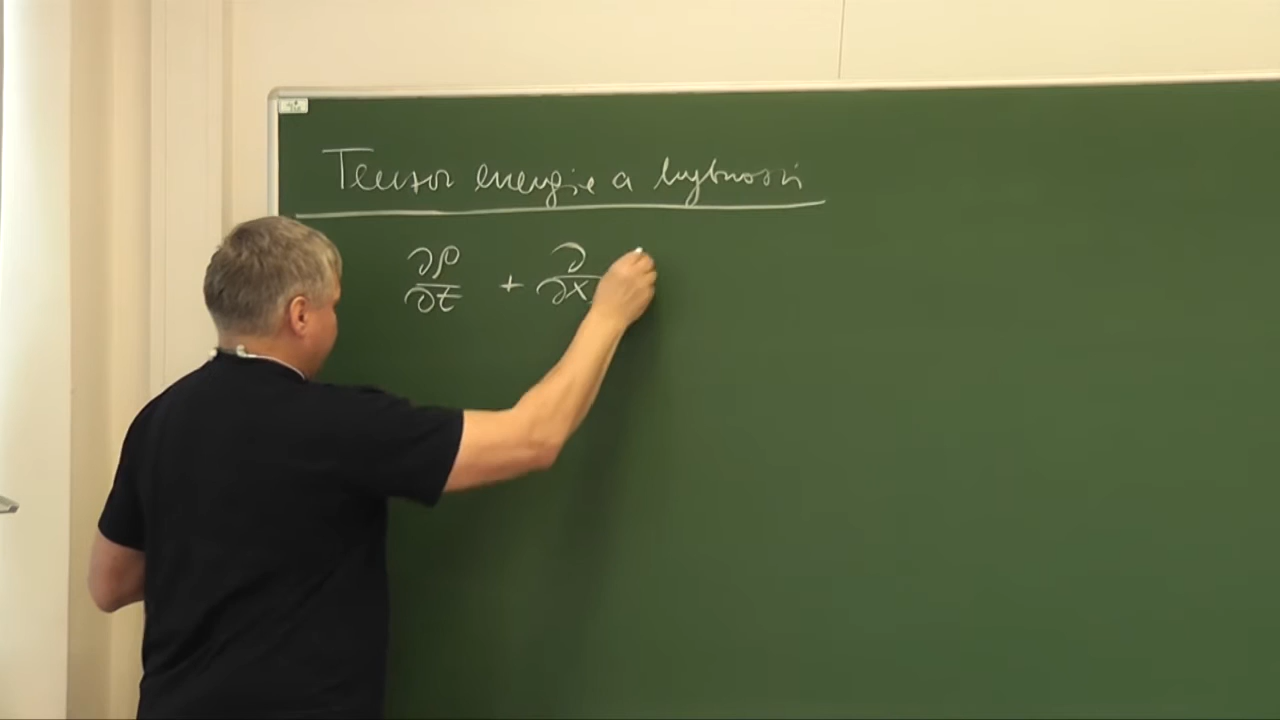 Tensor energie a hybnosti
∂ρ/∂t + ∂/∂x